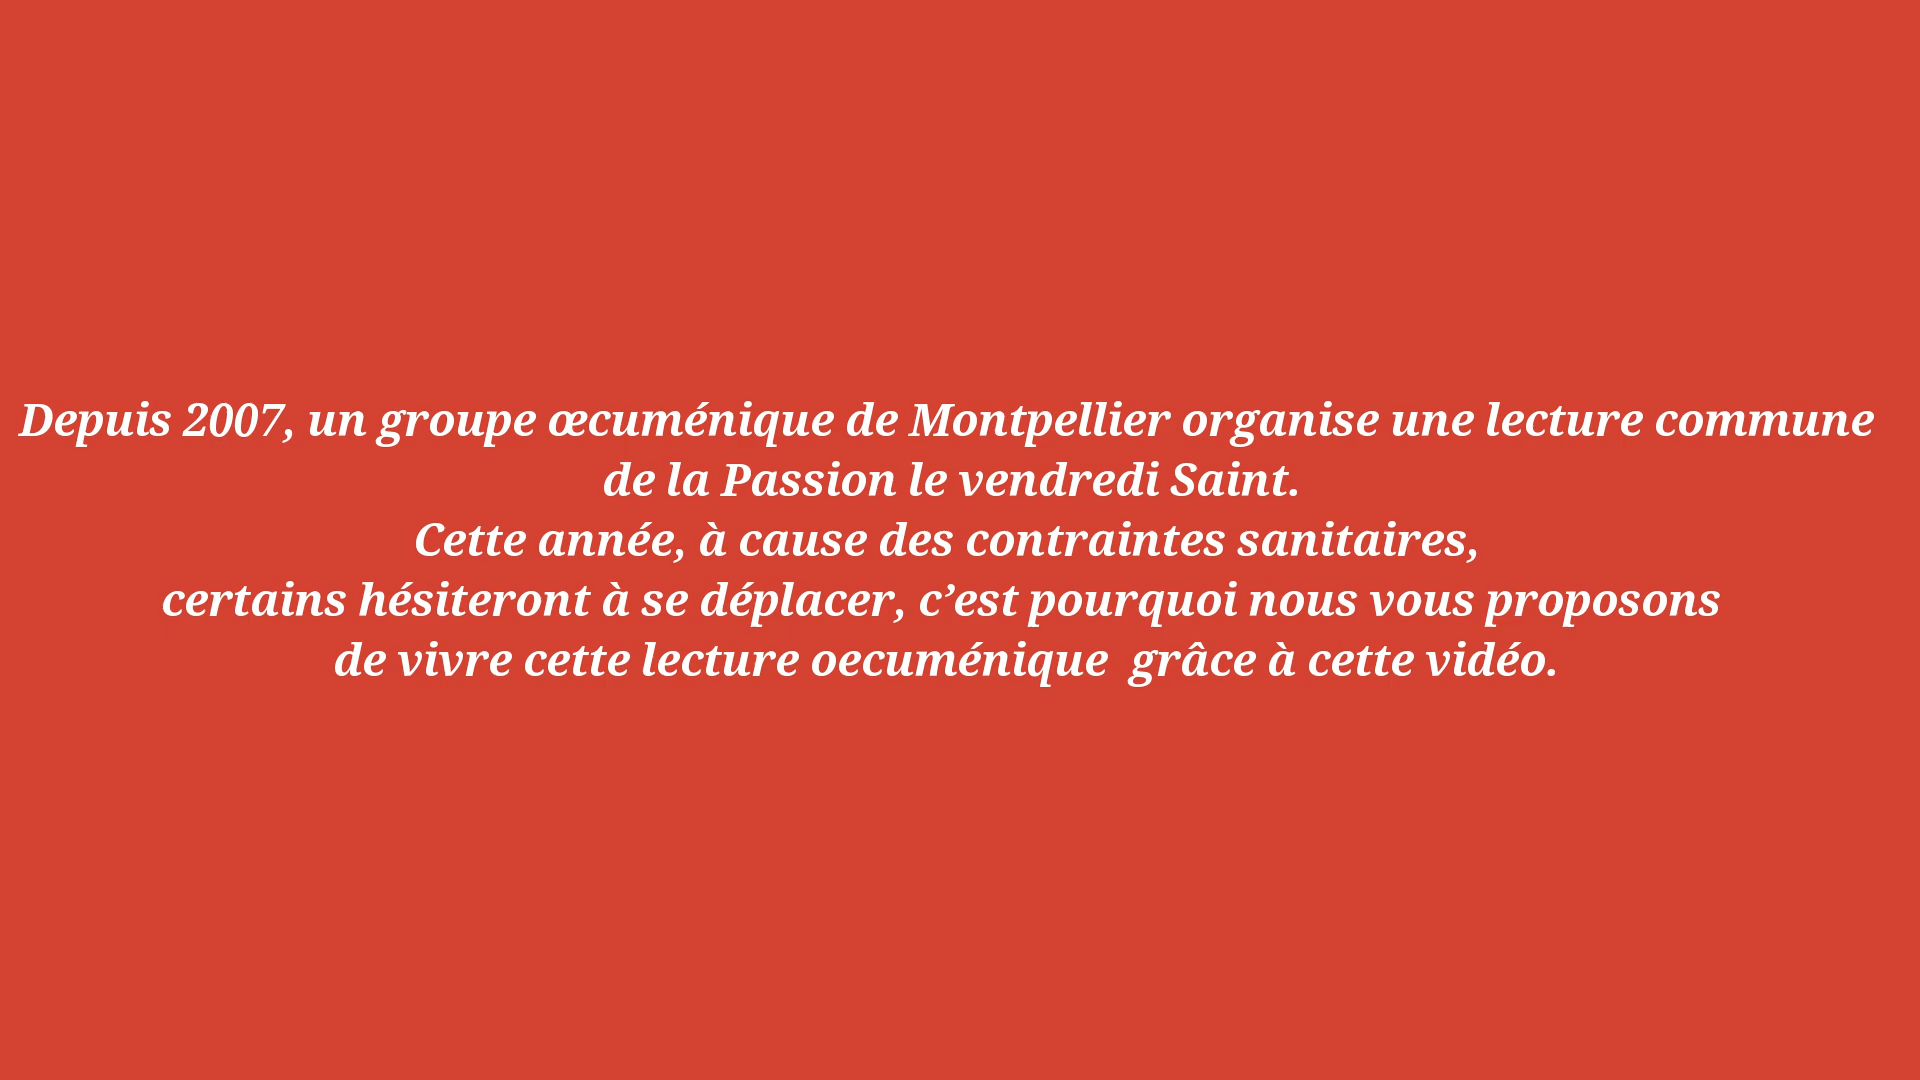 Depuis 2007, un groupe œcuménique de Montpellier organise une lecture commune
de la Passion le vendredi Saint.
Cette année, à cause des contraintes sanitaires,
certains hésiteront à se déplacer, c’est pourquoi nous vous proposons
de vivre cette lecture oecuménique  grâce à cette vidéo.